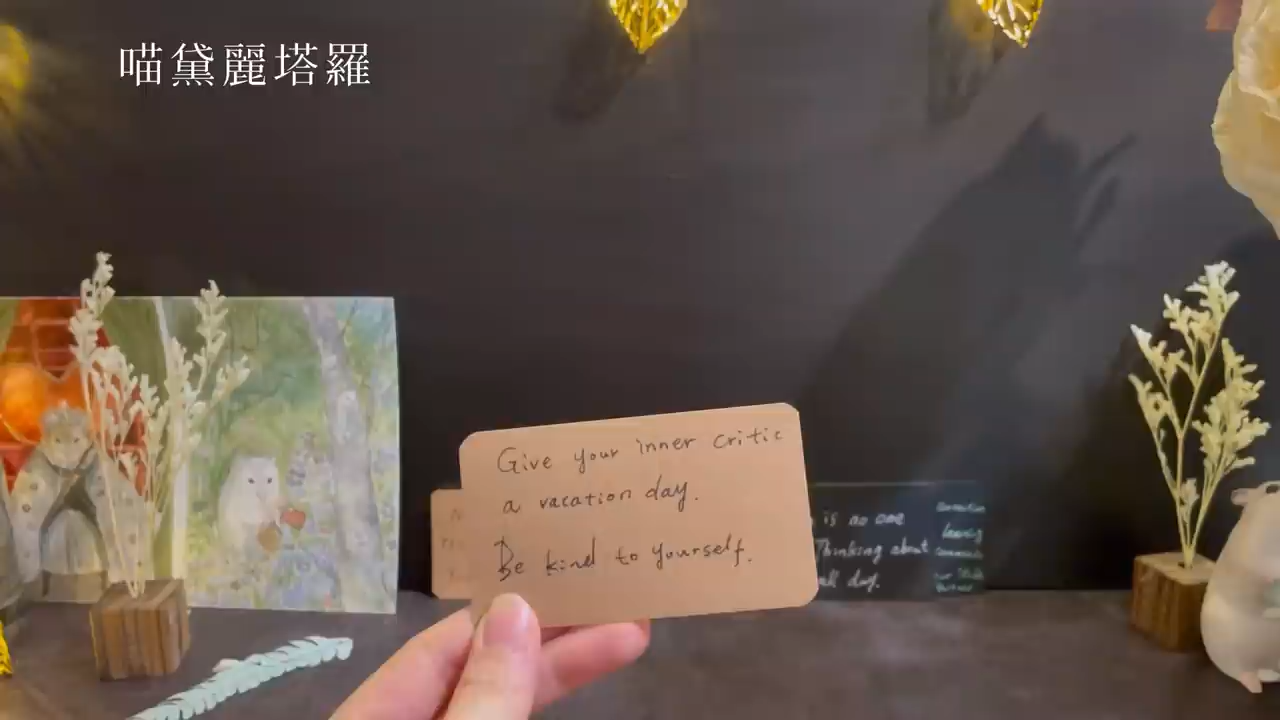 喵黛麗塔羅
Give your inner critic
a vacation day.
Be kind to yourself.
is no one
Thinking about
all day.